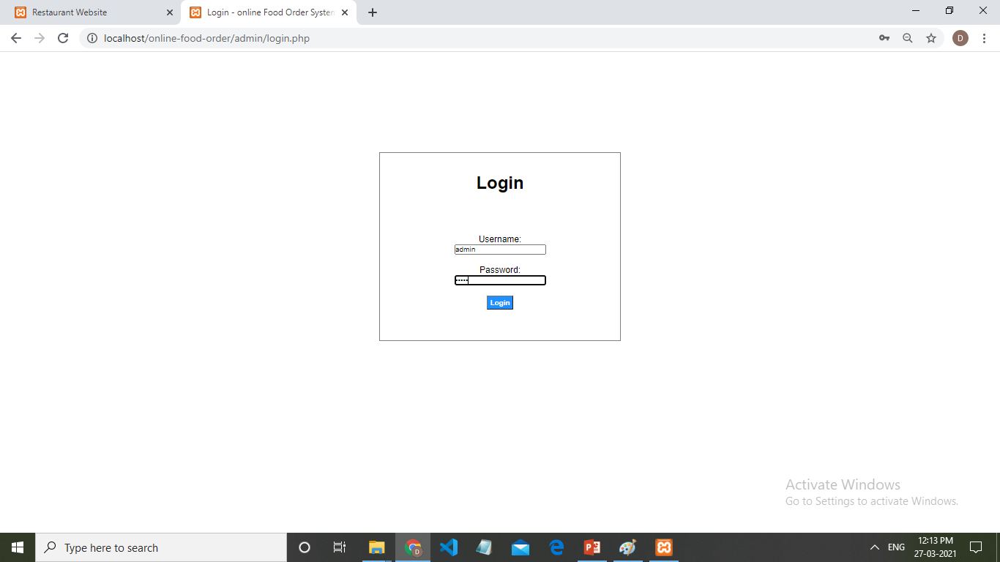 Restaurant Website
Login - online Food Order System
localhost/online-food-order/admin/login.php
D
Login
Username:
admin
Password:
•••••
Login
Activate Windows
Go to Settings to activate Windows.
Type here to search
D
ENG
12:13 PM
27-03-2021